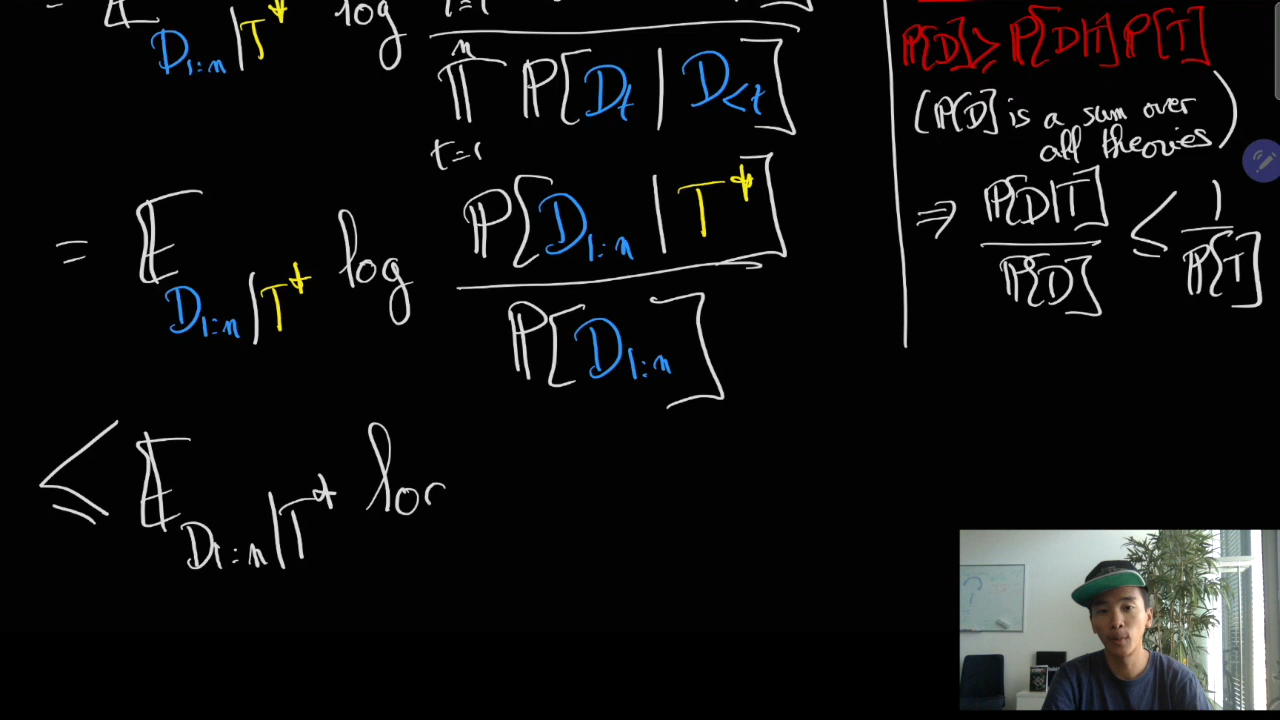 = E_{D_{1:n}|T*} log
n
∏ P[D_t | D_{<t}]
t=1
= E_{D_{1:n}|T*} log P[D_{1:n} | T*]
P[D_{1:n}]
≤ E_{D_{1:n}|T*} lo
P[D] ≥ P[D|T] P[T]
(P[D] is a sum over
all theories)
⇒ P[D|T] ≤ 1
P[D] P[T]